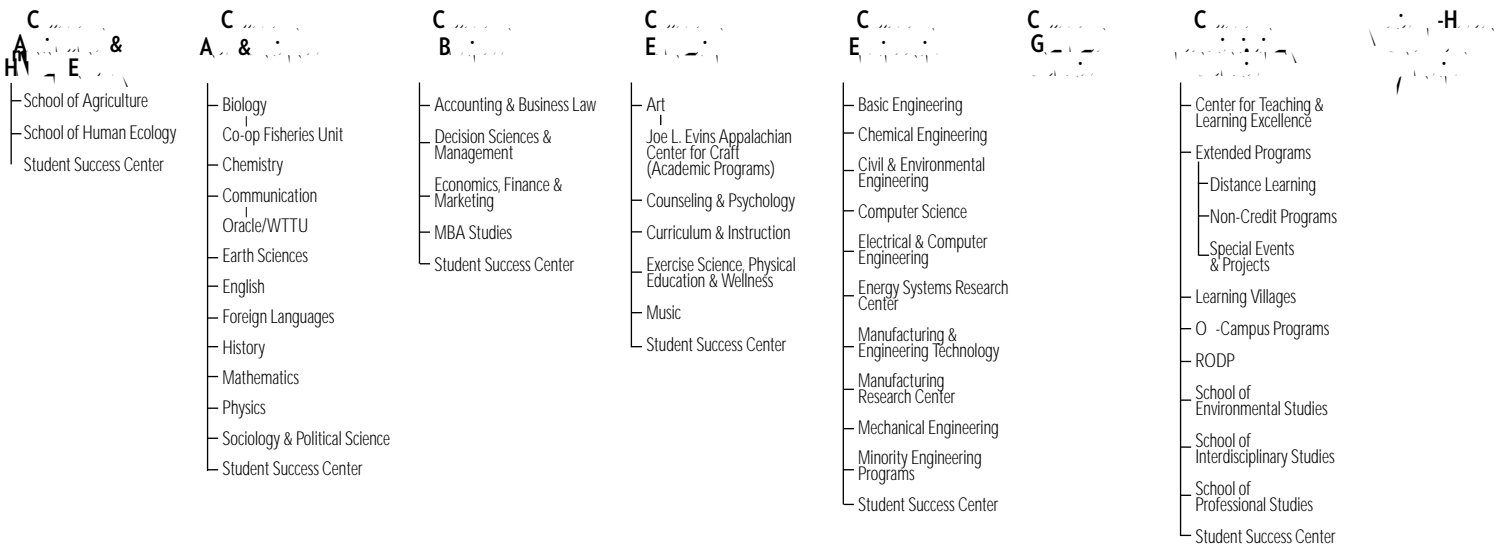 C
A &
H E
School of Agriculture
School of Human Ecology
Student Success Center
C
A &
Biology
Co-op Fisheries Unit
Chemistry
Communication
Oracle/WTTU
Earth Sciences
English
Foreign Languages
History
Mathematics
Physics
Sociology & Political Science
Student Success Center
C
B
Accounting & Business Law
Decision Sciences &
Management
Economics, Finance &
Marketing
MBA Studies
Student Success Center
C
E
Art
Joe L. Evins Appalachian
Center for Craft
(Academic Programs)
Counseling & Psychology
Curriculum & Instruction
Exercise Science, Physical
Education & Wellness
Music
Student Success Center
C
E
Basic Engineering
Chemical Engineering
Civil & Environmental
Engineering
Computer Science
Electrical & Computer
Engineering
Energy Systems Research
Center
Manufacturing &
Engineering Technology
Manufacturing
Research Center
Mechanical Engineering
Minority Engineering
Programs
Student Success Center
C
G
C
Center for Teaching &
Learning Excellence
Extended Programs
Distance Learning
Non-Credit Programs
Special Events
& Projects
Learning Villages
O -Campus Programs
RODP
School of
Environmental Studies
School of
Interdisciplinary Studies
School of
Professional Studies
Student Success Center
-H